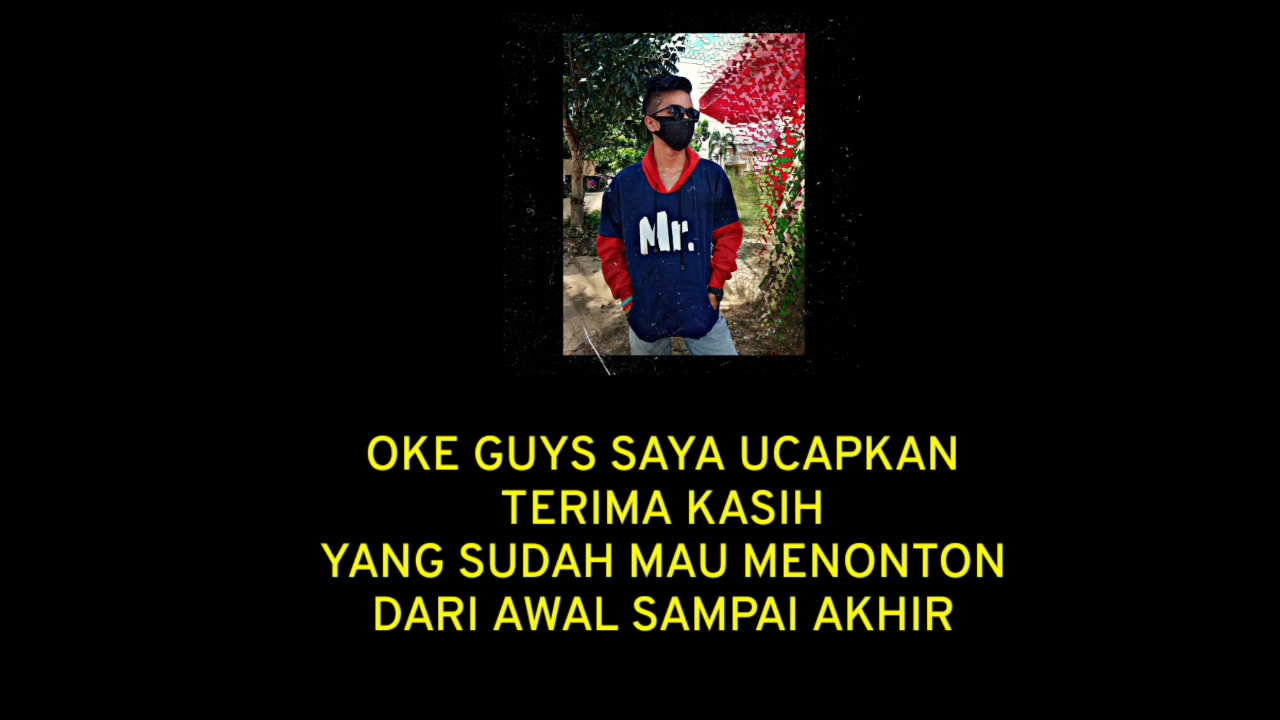 Mr.
OKE GUYS SAYA UCAPKAN
TERIMA KASIH
YANG SUDAH MAU MENONTON
DARI AWAL SAMPAI AKHIR